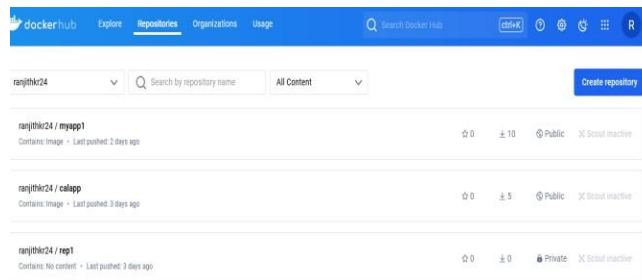 dockerhub Explore Repositories Organizations Usage Search Docker Hub ctrl+K R
ranjithkr24 Search by repository name All Content Create repository
ranjithkr24 / myapp1
Contains: Image • Last pushed: 2 days ago
0 10 Public Scout inactive
ranjithkr24 / calapp
Contains: Image • Last pushed: 3 days ago
0 5 Public Scout inactive
ranjithkr24 / rep1
Contains: No content • Last pushed: 3 days ago
0 0 Private Scout inactive